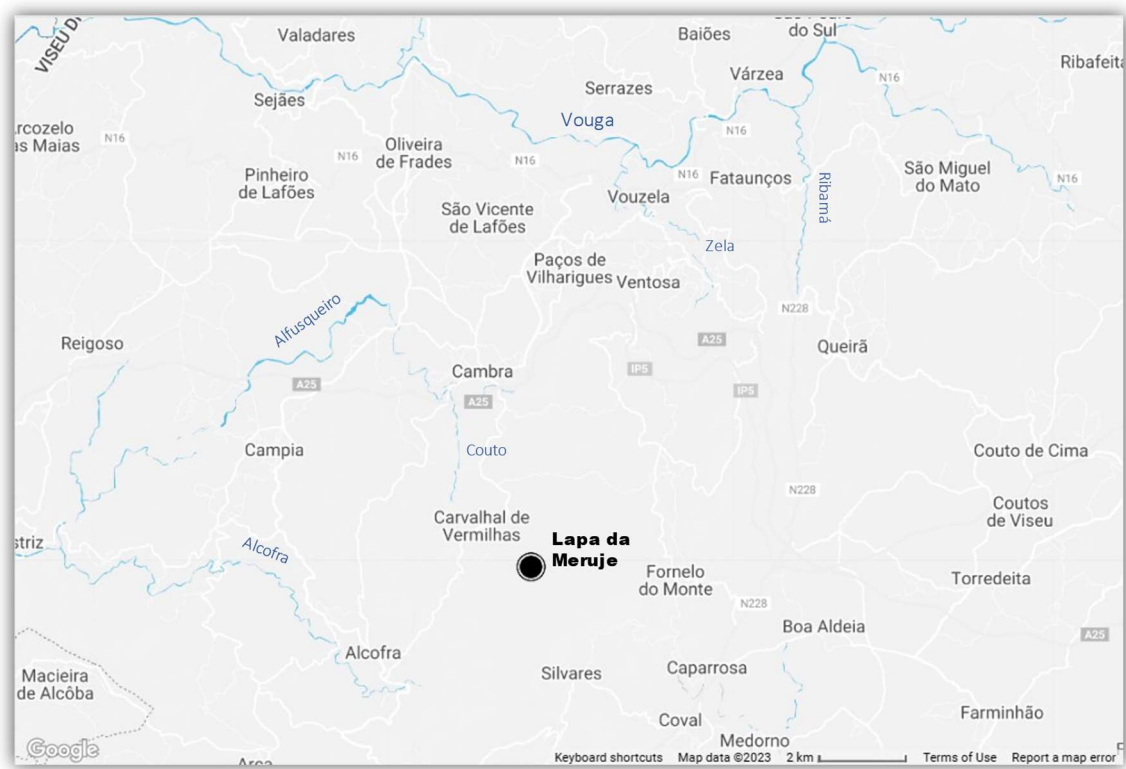 VISEU DI
Valadares
Baiões
do Sul
Várzea
N16
Ribafeita
Sejães
Serrazes
Vouga
rcozelo
as Maias
N16
N16
Oliveira
de Frades
N16
N16
Pinheiro
de Lafões
N16
Fataunços
São Miguel
do Mato
N16
Vouzela
Ribamá
São Vicente
de Lafões
Zela
Paços de
Vilharigues
Ventosa
Alfusqueiro
N228
Reigoso
A25
Queirã
Cambra
IP5
A25
IP5
A25
Campia
Couto
Couto de Cima
N228
Coutos
de Viseu
Carvalhal de
Vermilhas
striz
Alcofra
Lapa da
Meruje
Fornelo
do Monte
Torredeita
N228
Boa Aldeia
A25
Alcofra
Macieira
de Alcôba
Silvares
Caparrosa
Coval
Farminhão
Medorno
Google
Arca
Keyboard shortcuts Map data ©2023 2 km Terms of Use Report a map error